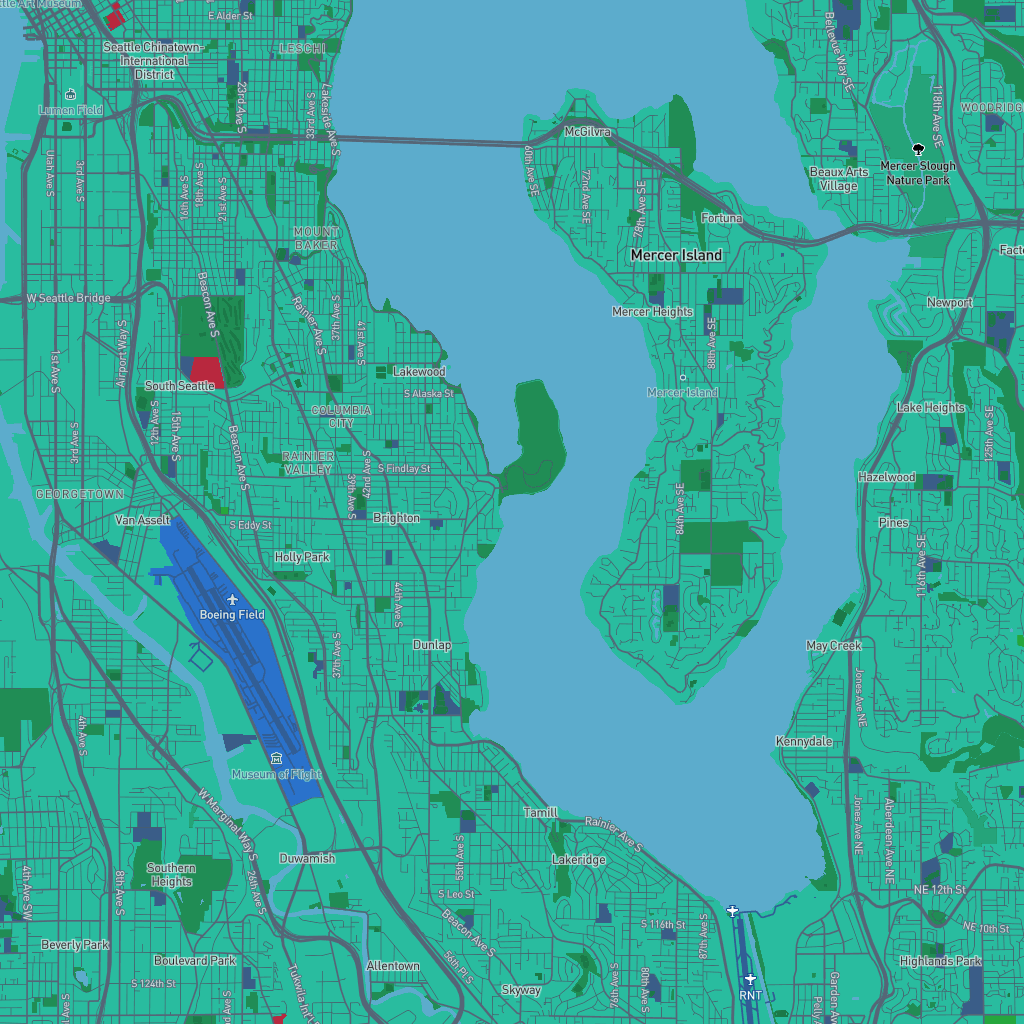 ttle Art Museum
E Alder St
Bellevue Way SE
Seattle Chinatown-
International
District
LESCHI
Lumen Field
23rd Ave S
33rd Ave S
Lakeside Ave S
118th Ave SE
WOODRIDG
McGilvra
Mercer Slough
Nature Park
Beaux Arts
Village
Utah Ave S
3rd Ave S
16th Ave S
18th Ave S
21st Ave S
60th Ave SE
72nd Ave SE
78th Ave SE
Fortuna
MOUNT
BAKER
Mercer Island
Facto
W Seattle Bridge
Beacon Ave S
Rainier Ave S
37th Ave S
41st Ave S
Mercer Heights
88th Ave SE
Newport
1st Ave S
Airport Way S
South Seattle
Lakewood
S Alaska St
Mercer Island
COLUMBIA
CITY
Lake Heights
125th Ave SE
12th Ave S
15th Ave S
3rd Ave S
Beacon Ave S
RAINIER
VALLEY
39th Ave S
42nd Ave S
S Findlay St
84th Ave SE
Hazelwood
GEORGETOWN
Van Asselt
S Eddy St
Brighton
Pines
Holly Park
116th Ave SE
Boeing Field
46th Ave S
37th Ave S
Dunlap
May Creek
Jones Ave NE
4th Ave S
Kennydale
Museum of Flight
W Marginal Way S
Tamill
Rainier Ave S
Jones Ave NE
Aberdeen Ave NE
55th Ave S
Duwamish
Lakeridge
Southern
Heights
4th Ave SW
8th Ave S
26th Ave S
S Leo St
NE 12th St
Beacon Ave S
S 116th St
87th Ave S
NE 10th St
Beverly Park
56th Pl S
Boulevard Park
Allentown
Highlands Park
S 124th St
Tukwila Int'l
Skyway
76th Ave S
80th Ave S
RNT
Garden Av
Pelly A
l Ave S
d Ave S